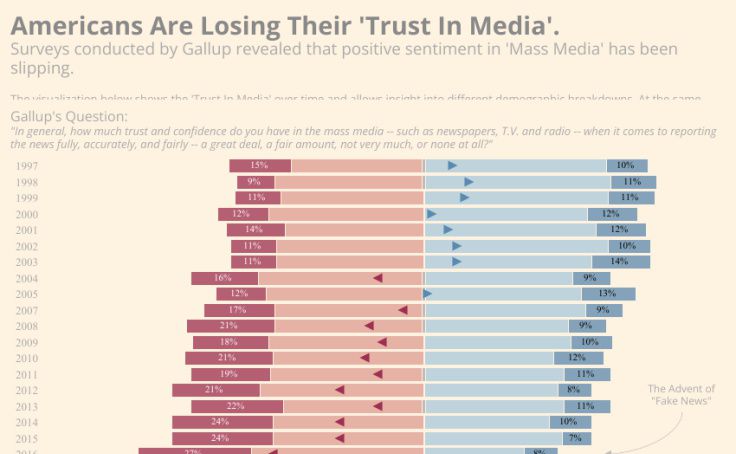 Americans Are Losing Their 'Trust In Media'.
Surveys conducted by Gallup revealed that positive sentiment in 'Mass Media' has been
slipping.
The visualization below shows the 'Trust In Media' over time and allows insight into different demographic breakdowns. At the same
Gallup's Question:
"In general, how much trust and confidence do you have in the mass media -- such as newspapers, T.V. and radio -- when it comes to reporting
the news fully, accurately, and fairly -- a great deal, a fair amount, not very much, or none at all?"
1997 15% 10%
1998 9% 11%
1999 11% 11%
2000 12% 12%
2001 14% 12%
2002 11% 10%
2003 11% 14%
2004 16% 9%
2005 12% 13%
2007 17% 9%
2008 21% 9%
2009 18% 10%
2010 21% 12%
2011 19% 11%
2012 21% 8%
The Advent of
"Fake News"
2013 22% 11%
2014 24% 10%
2015 24% 7%
2016 27% 8%